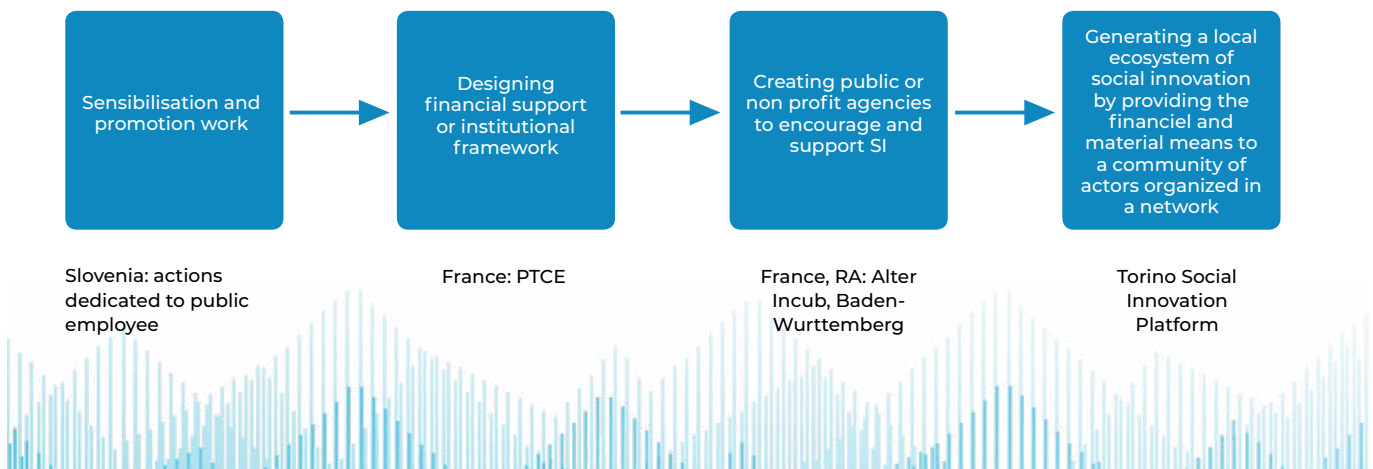 Sensibilisation and
promotion work
Designing
financial support
or institutional
framework
Creating public or
non profit agencies
to encourage and
support SI
Generating a local
ecosystem of
social innovation
by providing the
financiel and
material means to
a community of
actors organized in
a network
Slovenia: actions
dedicated to public
employee
France: PTCE
France, RA: Alter
Incub, Baden-
Wurttemberg
Torino Social
Innovation
Platform